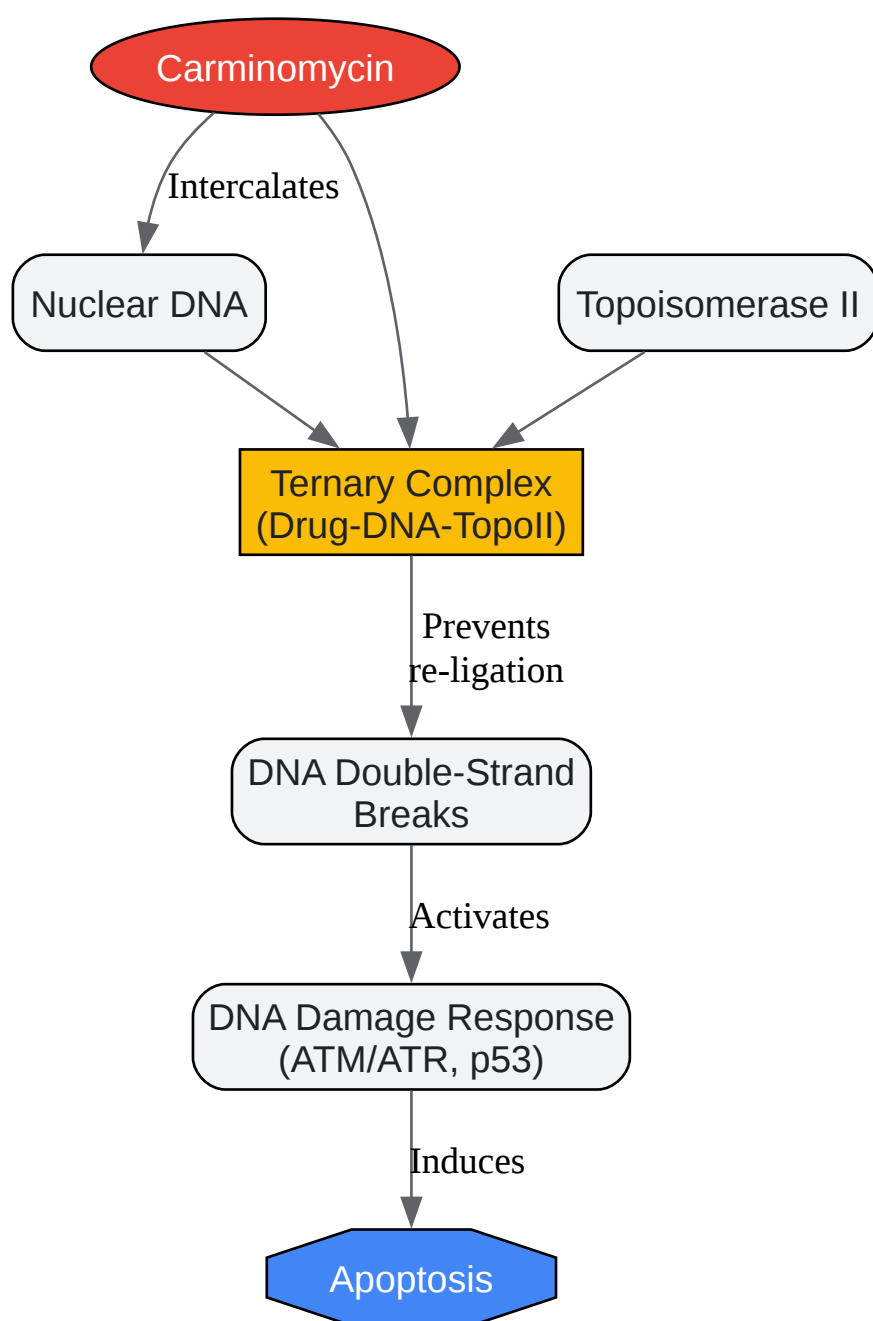 Carminomycin
Intercalates
Nuclear DNA
Topoisomerase II
Ternary Complex
(Drug-DNA-TopoII)
Prevents
re-ligation
DNA Double-Strand
Breaks
Activates
DNA Damage Response
(ATM/ATR, p53)
Induces
Apoptosis